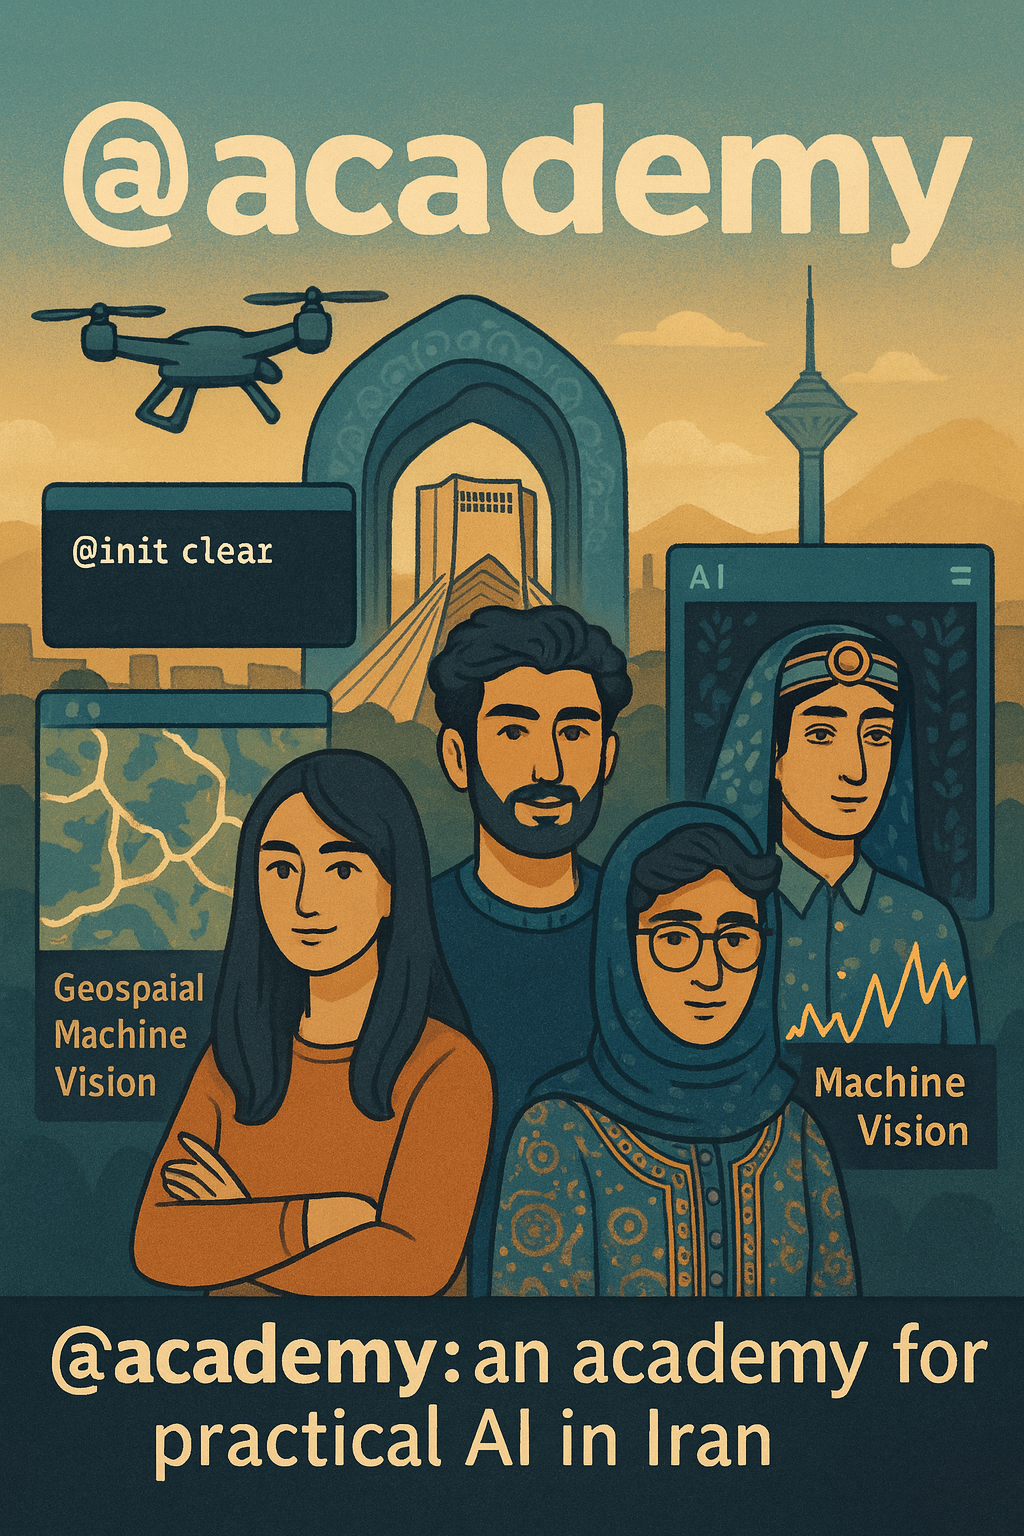 @academy
@init clear
AI
Geospaial
Machine
Vision
Machine
Vision
@academy: an academy for
practical AI in Iran